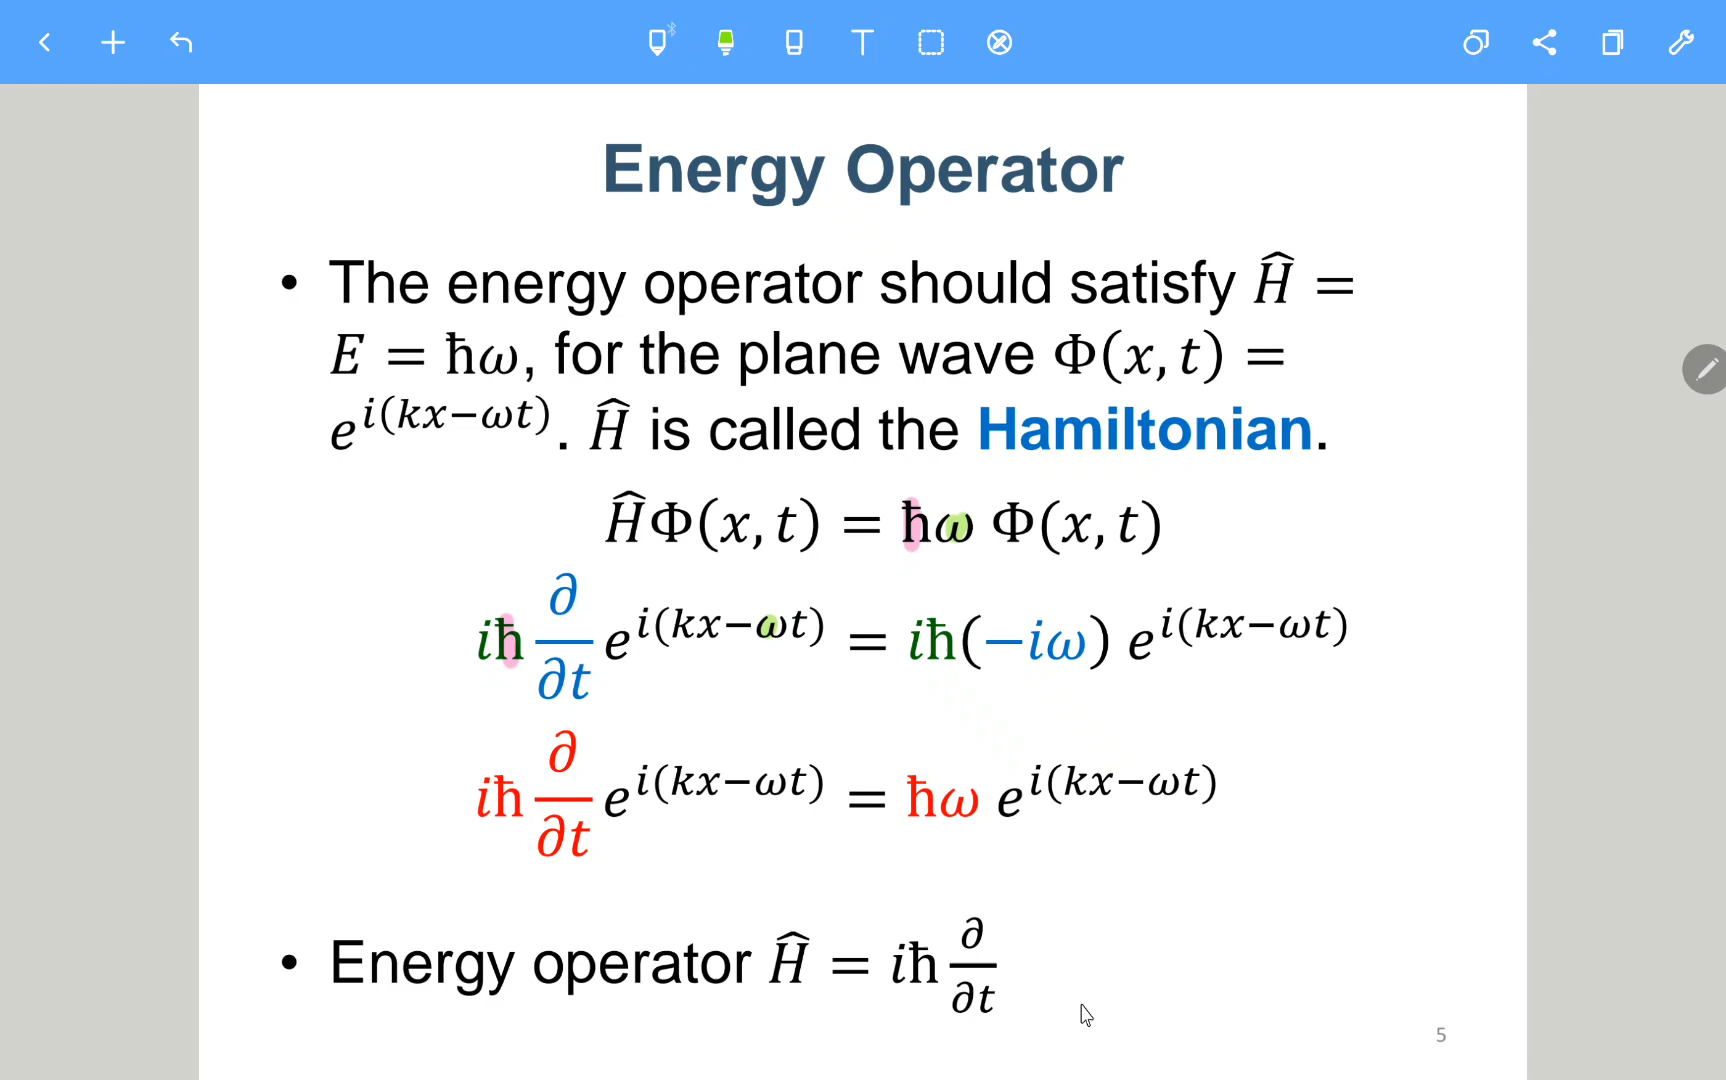 Energy Operator
• The energy operator should satisfy Ĥ =
E = ħω, for the plane wave Φ(x, t) =
e^{i(kx−ωt)}. Ĥ is called the Hamiltonian.
ĤΦ(x, t) = ħω Φ(x, t)
iħ ∂/∂t e^{i(kx−ωt)} = iħ(−iω) e^{i(kx−ωt)}
iħ ∂/∂t e^{i(kx−ωt)} = ħω e^{i(kx−ωt)}
• Energy operator Ĥ = iħ ∂/∂t
5